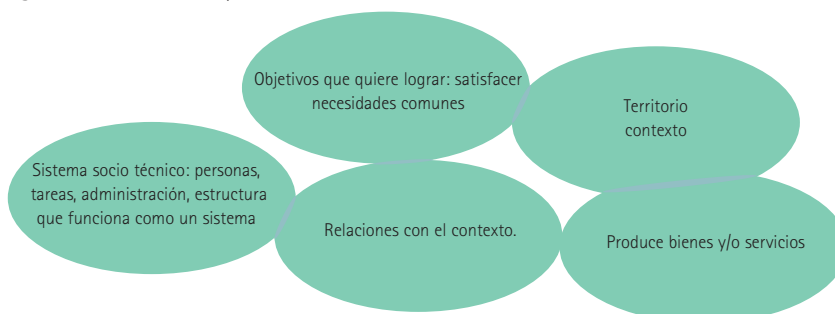 Objetivos que quiere lograr: satisfacer
necesidades comunes
Territorio
contexto
Sistema socio técnico: personas,
tareas, administración, estructura
que funciona como un sistema
Relaciones con el contexto.
Produce bienes y/o servicios